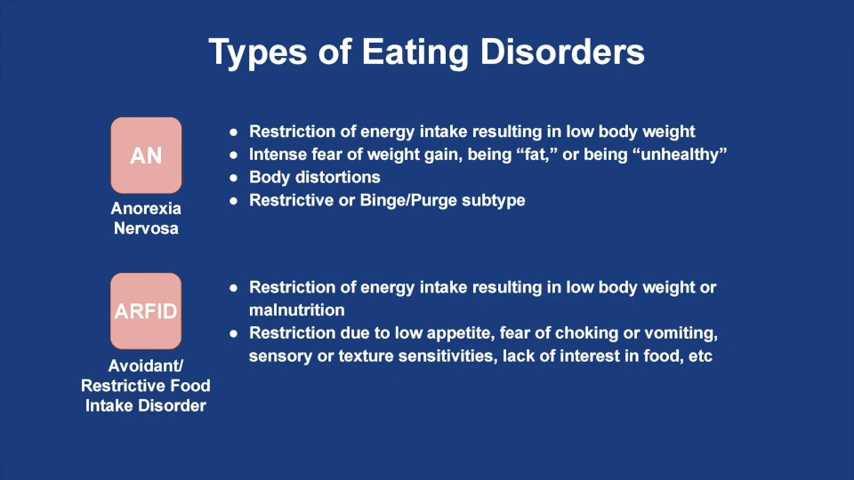 Types of Eating Disorders
AN
Anorexia
Nervosa
● Restriction of energy intake resulting in low body weight
● Intense fear of weight gain, being “fat,” or being “unhealthy”
● Body distortions
● Restrictive or Binge/Purge subtype
ARFID
Avoidant/
Restrictive Food
Intake Disorder
● Restriction of energy intake resulting in low body weight or
malnutrition
● Restriction due to low appetite, fear of choking or vomiting,
sensory or texture sensitivities, lack of interest in food, etc